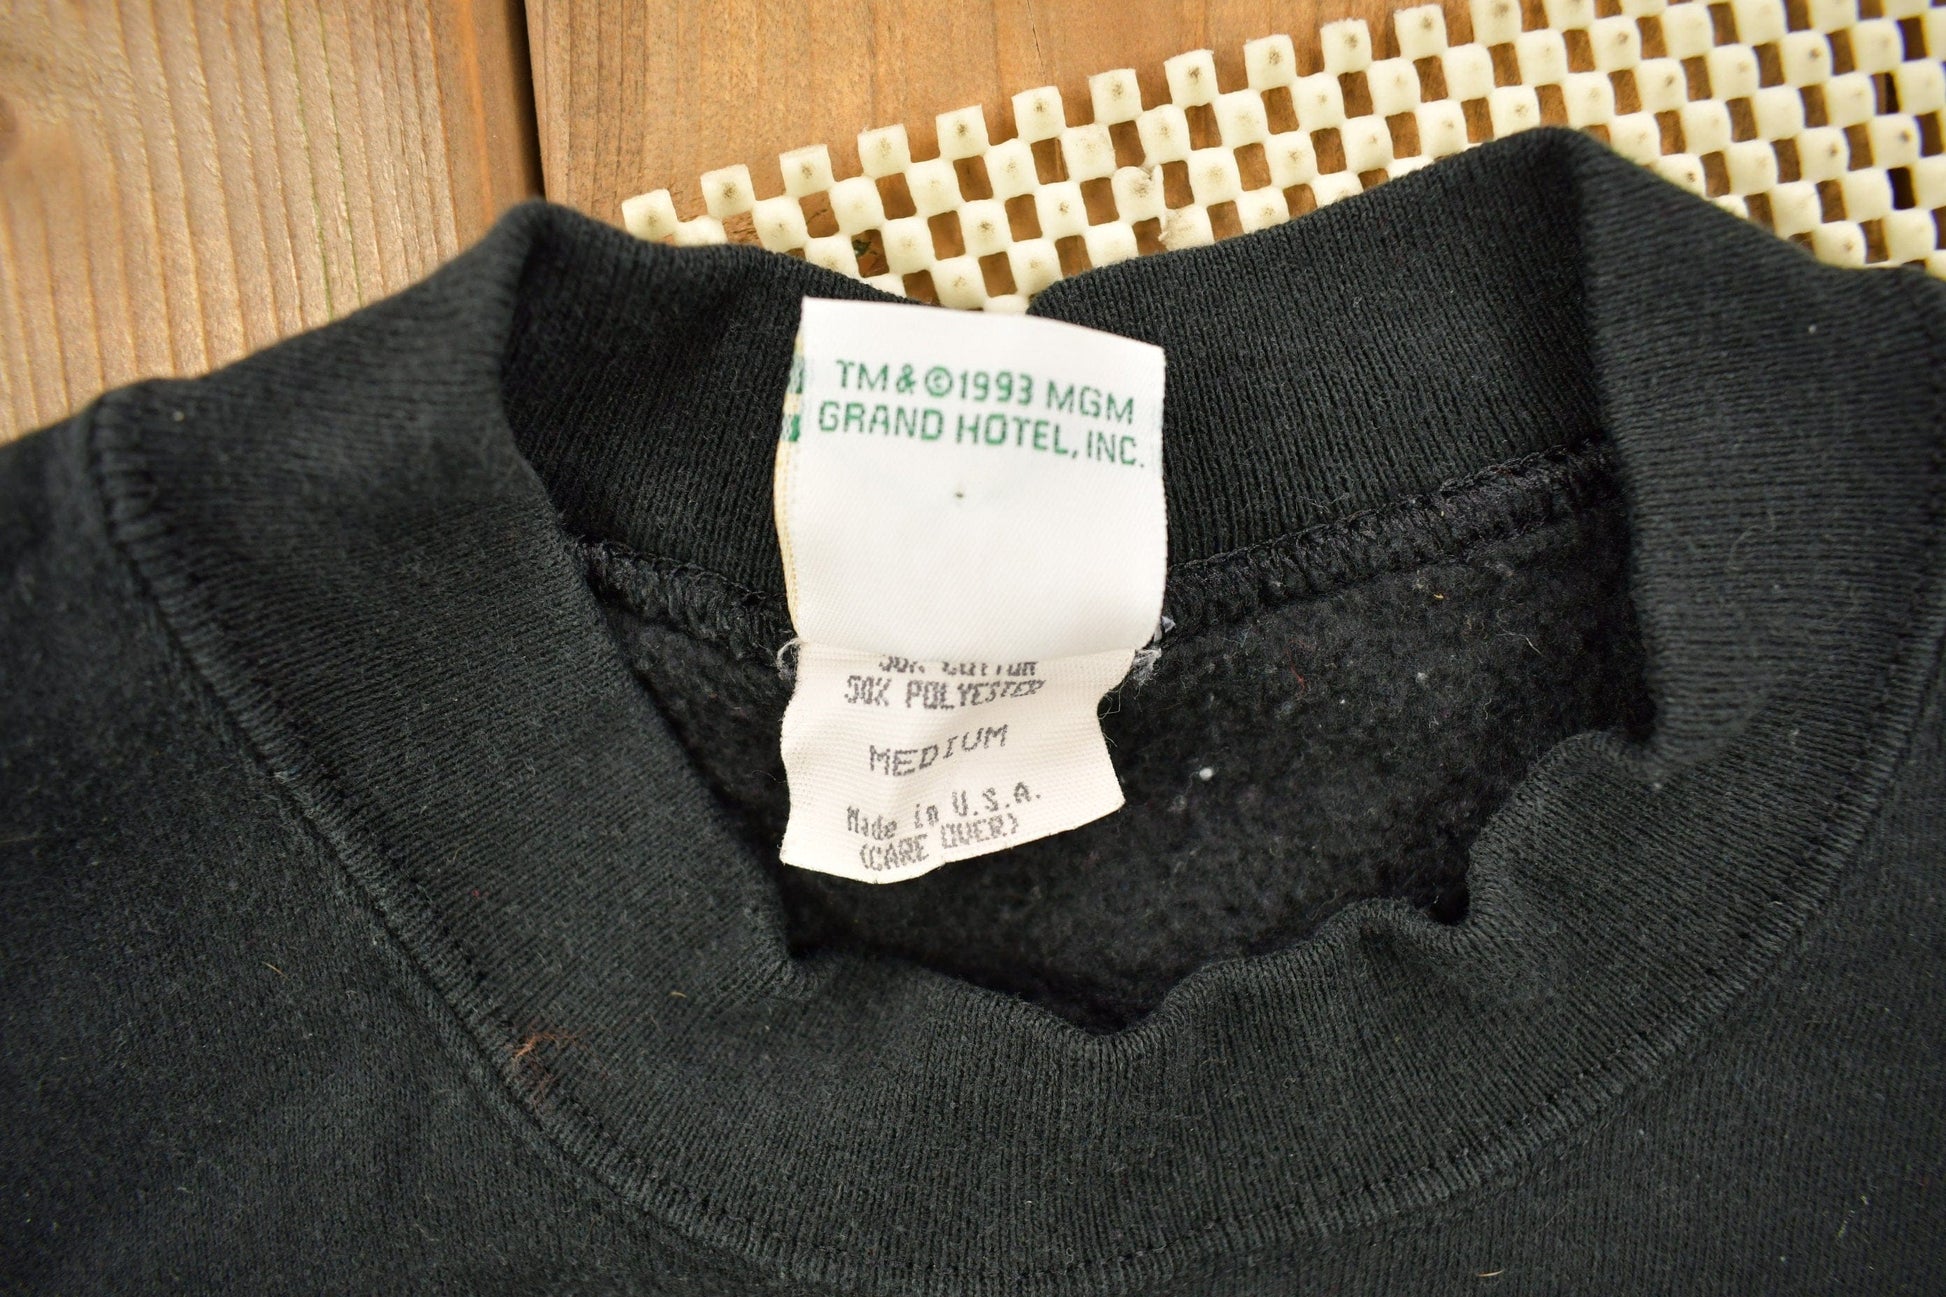 TM & ©1993 MGM
GRAND HOTEL, INC.
50% COTTON
50% POLYESTER
MEDIUM
Made in U.S.A.
(CARE OVER)